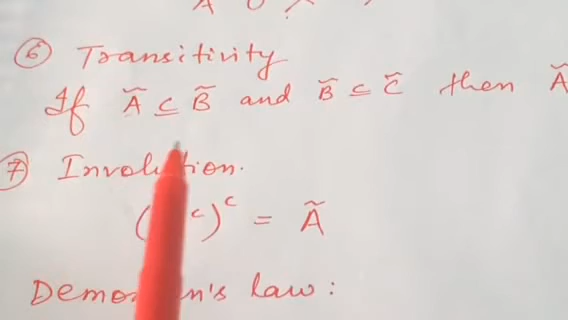 ⑥ Transitivity
If Ã ⊆ B̃ and B̃ ⊆ C̃ then Ã
⑦ Involution.
( ᶜ)ᶜ = Ã
Law: